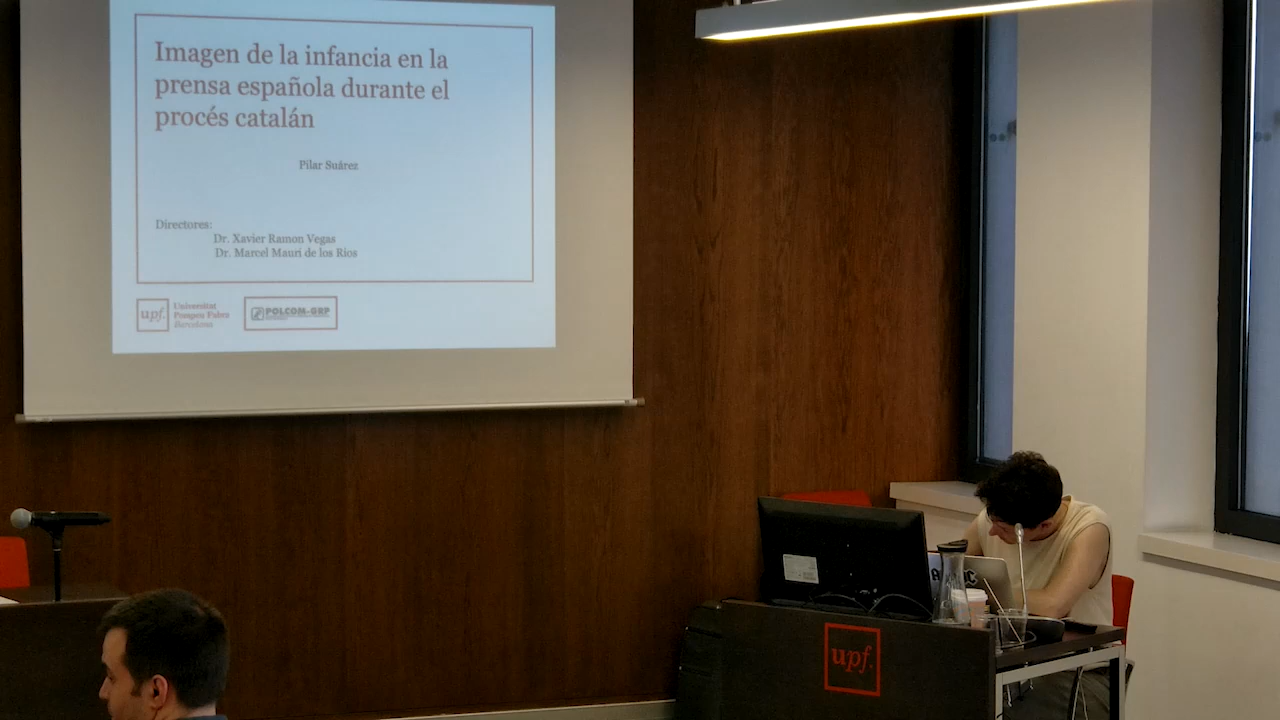 Imagen de la infancia en la
prensa española durante el
procés catalán
Pilar Suárez
Directores:
Dr. Xavier Ramon Vegas
Dr. Marcel Mauri de los Ríos
upf.
Universitat
Pompeu Fabra
Barcelona
POLCOM-GRP
upf.